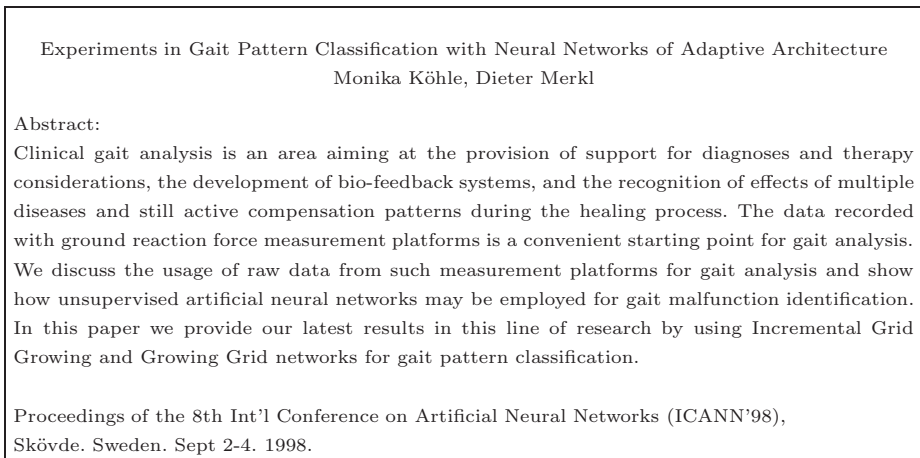 Experiments in Gait Pattern Classification with Neural Networks of Adaptive Architecture
Monika Köhle, Dieter Merkl
Abstract:
Clinical gait analysis is an area aiming at the provision of support for diagnoses and therapy
considerations, the development of bio-feedback systems, and the recognition of effects of multiple
diseases and still active compensation patterns during the healing process. The data recorded
with ground reaction force measurement platforms is a convenient starting point for gait analysis.
We discuss the usage of raw data from such measurement platforms for gait analysis and show
how unsupervised artificial neural networks may be employed for gait malfunction identification.
In this paper we provide our latest results in this line of research by using Incremental Grid
Growing and Growing Grid networks for gait pattern classification.
Proceedings of the 8th Int'l Conference on Artificial Neural Networks (ICANN'98),
Skövde. Sweden. Sept 2-4. 1998.